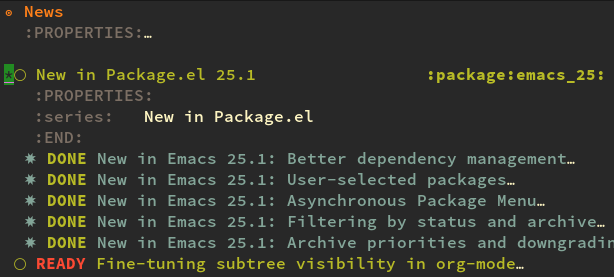 News
:PROPERTIES:…
* New in Package.el 25.1 :package:emacs_25:
:PROPERTIES:
:series: New in Package.el
:END:
✷ DONE New in Emacs 25.1: Better dependency management…
✷ DONE New in Emacs 25.1: User-selected packages…
✷ DONE New in Emacs 25.1: Asynchronous Package Menu…
✷ DONE New in Emacs 25.1: Filtering by status and archive…
✷ DONE New in Emacs 25.1: Archive priorities and downgradin
READY Fine-tuning subtree visibility in org-mode…